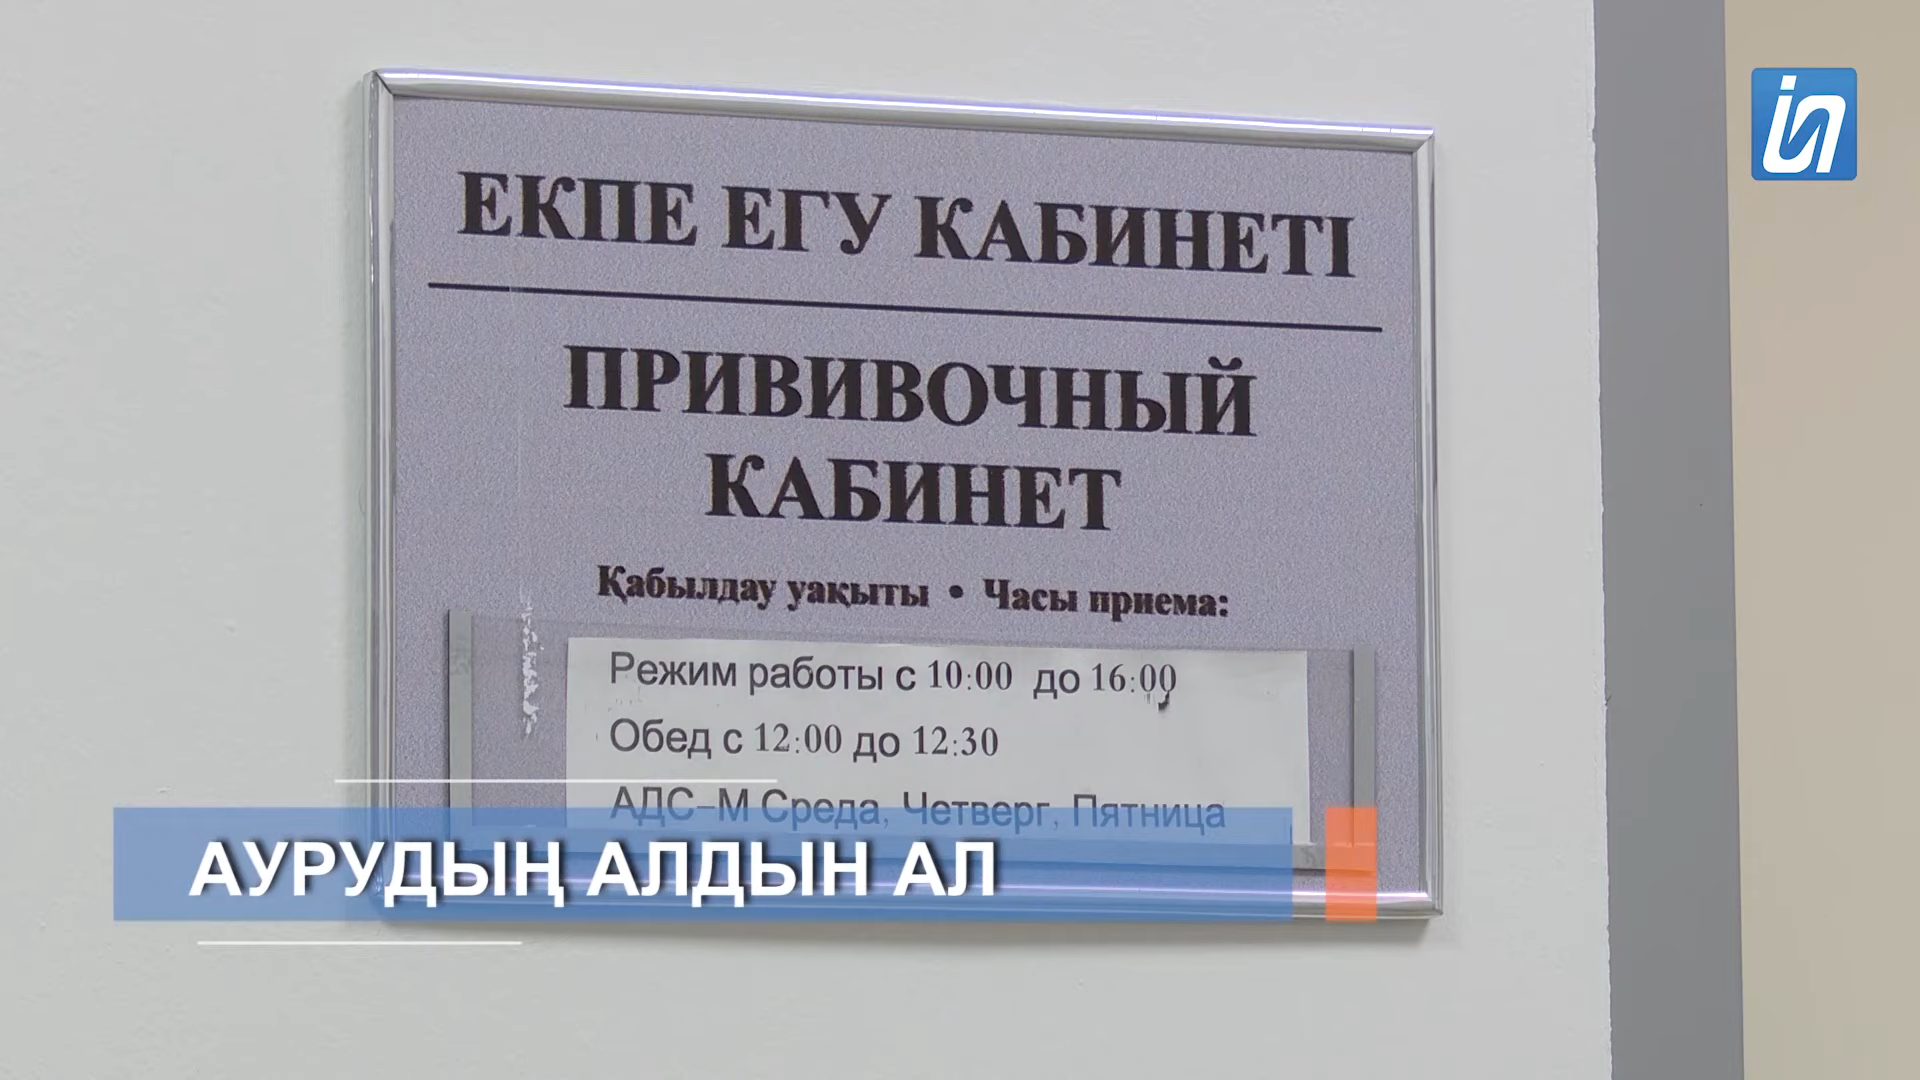 ЕКПЕ ЕГУ КАБИНЕТІ
ПРИВИВОЧНЫЙ
КАБИНЕТ
Қабылдау уақыты • Часы приема:
Режим работы с 10:00 до 16:00
Обед с 12:00 до 12:30
АДС-М Среда, Четверг, Пятница
АУРУДЫҢ АЛДЫН АЛ